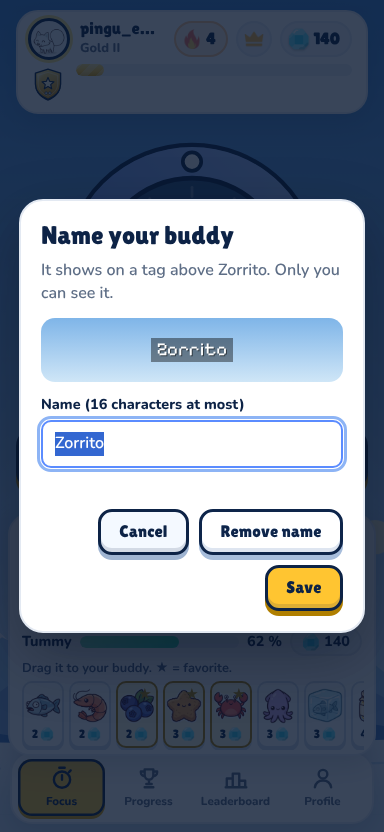 pingu_e...
Gold II
4
140
Name your buddy
It shows on a tag above Zorrito. Only you
can see it.
Zorrito
Name (16 characters at most)
Zorrito
Cancel
Remove name
Save
Tummy
62 %
140
Drag it to your buddy. ★ = favorite.
2
2
2
3
3
3
3
Focus
Progress
Leaderboard
Profile